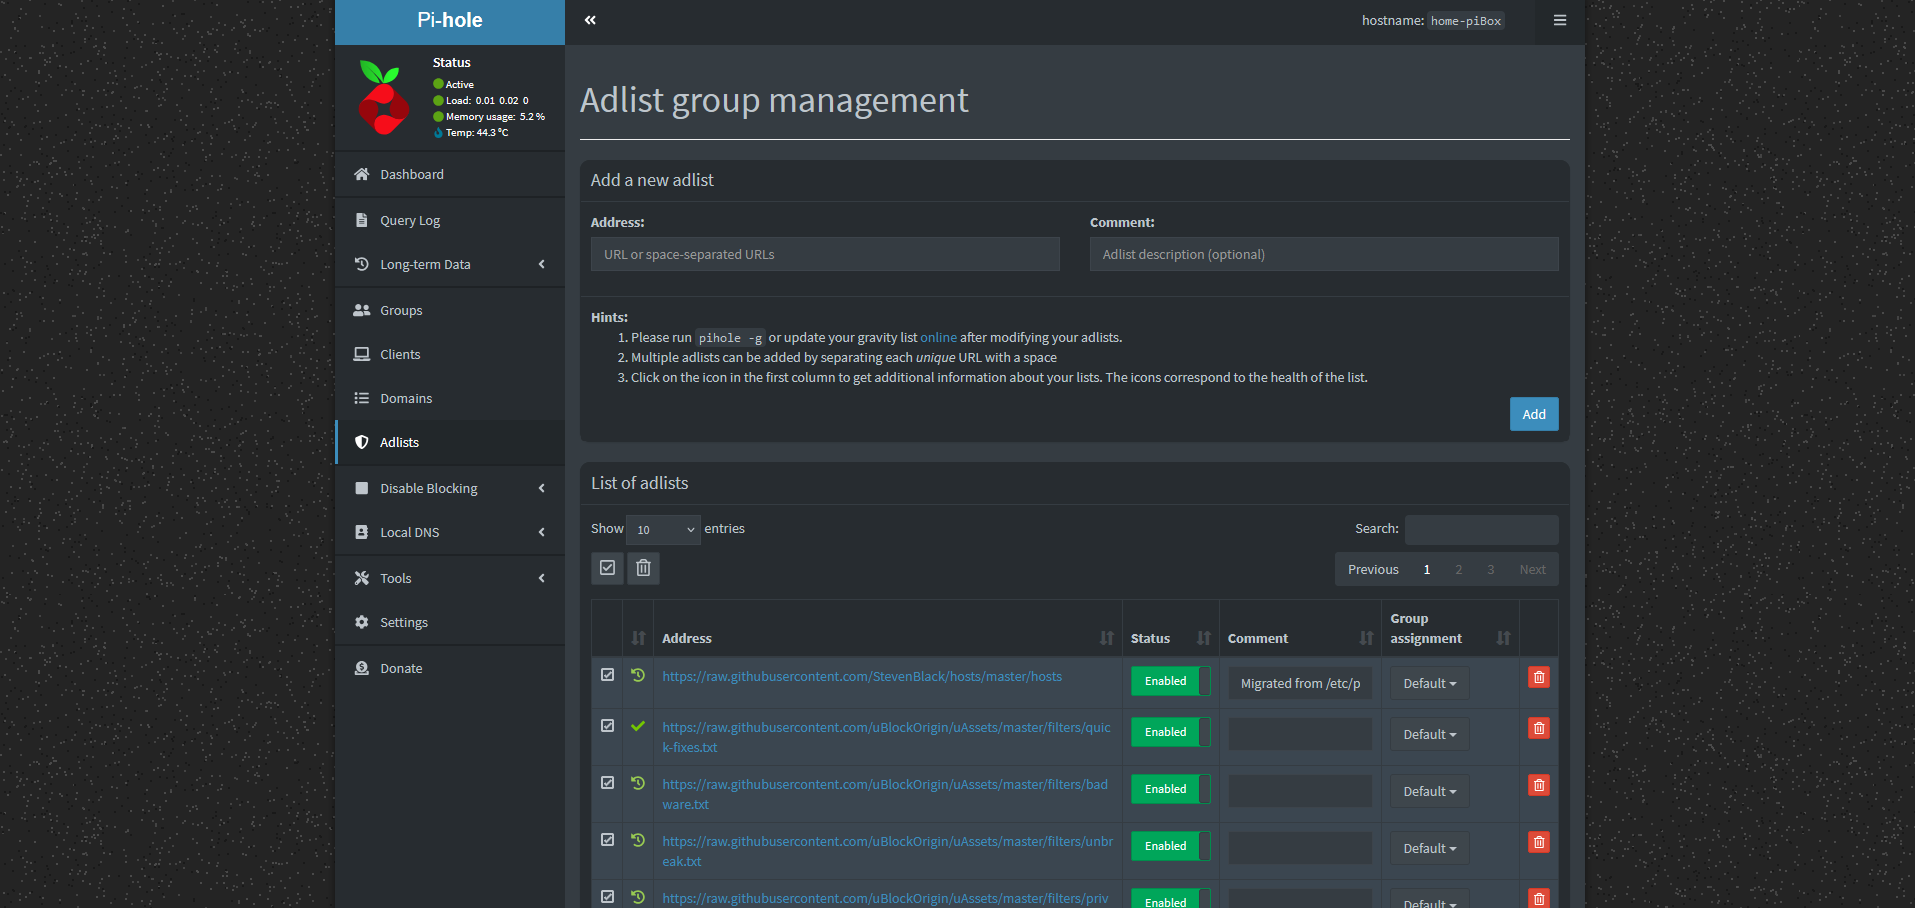 Pi-hole
hostname: home-piBox
Status
Active
Load: 0.01 0.02 0
Memory usage: 5.2 %
Temp: 44.3 °C
Dashboard
Query Log
Long-term Data
Groups
Clients
Domains
Adlists
Disable Blocking
Local DNS
Tools
Settings
Donate
Adlist group management
Add a new adlist
Address:
Comment:
URL or space-separated URLs
Adlist description (optional)
Hints:
1. Please run pihole -g or update your gravity list online after modifying your adlists.
2. Multiple adlists can be added by separating each unique URL with a space
3. Click on the icon in the first column to get additional information about your lists. The icons correspond to the health of the list.
Add
List of adlists
Show 10 entries
Search:
Previous 1 2 3 Next
Address Status Comment Group
assignment
https://raw.githubusercontent.com/StevenBlack/hosts/master/hosts Enabled Migrated from /etc/p Default
https://raw.githubusercontent.com/uBlockOrigin/uAssets/master/filters/quic Enabled Default
k-fixes.txt
https://raw.githubusercontent.com/uBlockOrigin/uAssets/master/filters/bad Enabled Default
ware.txt
https://raw.githubusercontent.com/uBlockOrigin/uAssets/master/filters/unbr Enabled Default
eak.txt
https://raw.githubusercontent.com/uBlockOrigin/uAssets/master/filters/priv Enabled Default